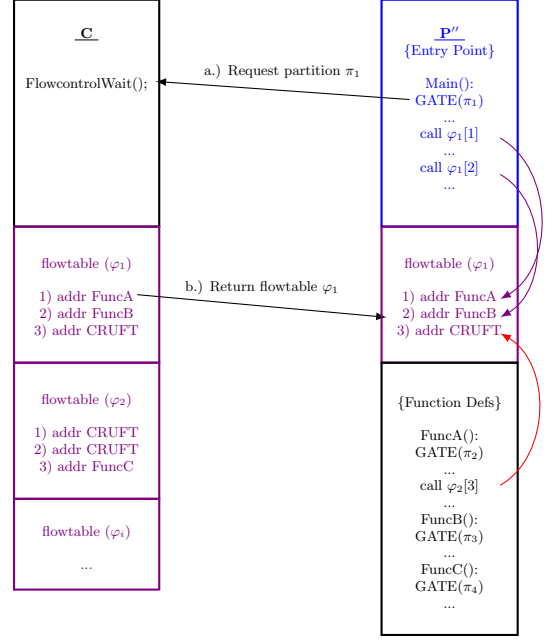 C
FlowcontrolWait();
flowtable (φ₁)
1) addr FuncA
2) addr FuncB
3) addr CRUFT
flowtable (φ₂)
1) addr CRUFT
2) addr CRUFT
3) addr FuncC
flowtable (φᵢ)
...
a.) Request partition π₁
b.) Return flowtable φ₁
P′′
{Entry Point}
Main():
GATE(π₁)
...
call φ₁[1]
...
call φ₁[2]
...
flowtable (φ₁)
1) addr FuncA
2) addr FuncB
3) addr CRUFT
{Function Defs}
FuncA():
GATE(π₂)
...
call φ₂[3]
...
FuncB():
GATE(π₃)
...
FuncC():
GATE(π₄)
...